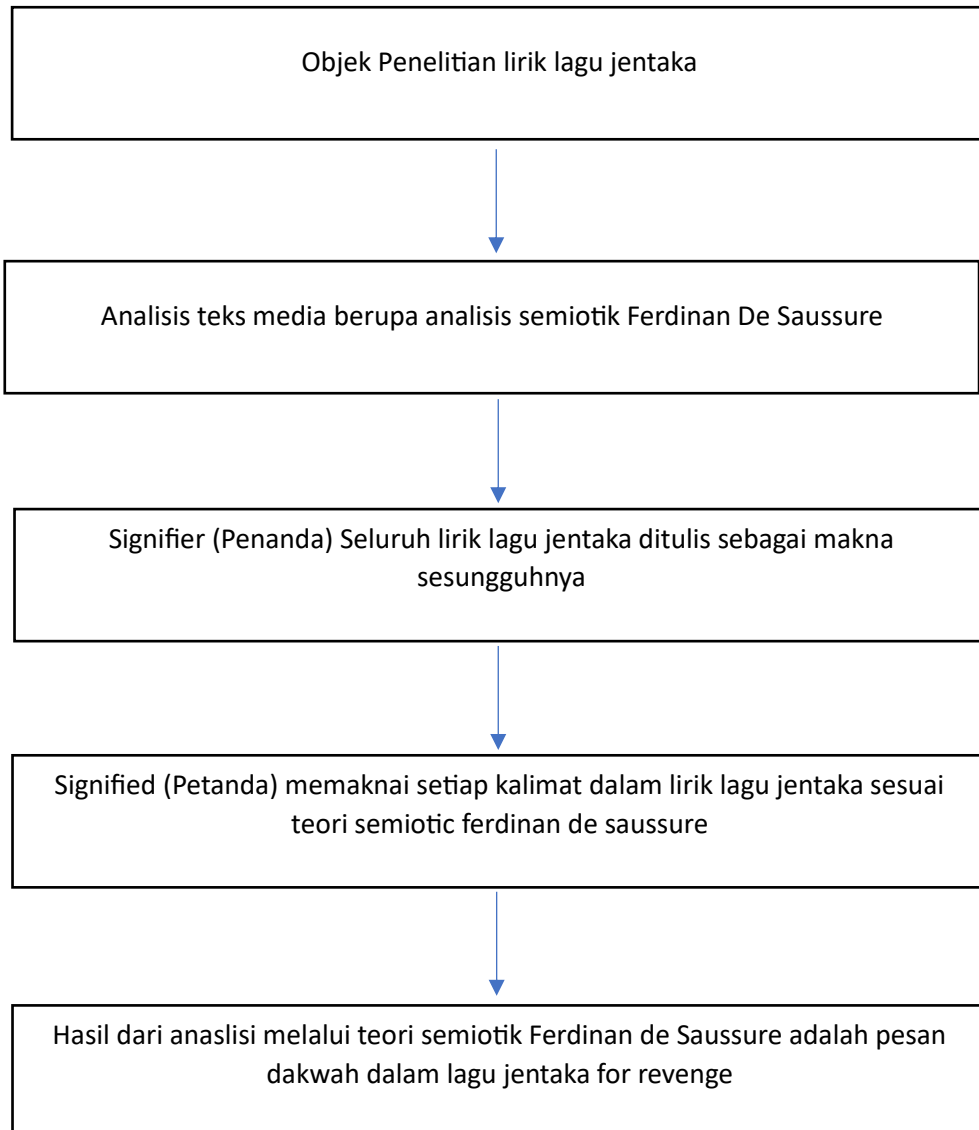 Objek Penelitian lirik lagu jentaka
Analisis teks media berupa analisis semiotik Ferdinan De Saussure
Signifier (Penanda) Seluruh lirik lagu jentaka ditulis sebagai makna
sesungguhnya
Signified (Petanda) memaknai setiap kalimat dalam lirik lagu jentaka sesuai
teori semiotic ferdinan de saussure
Hasil dari anaslisi melalui teori semiotik Ferdinan de Saussure adalah pesan
dakwah dalam lagu jentaka for revenge